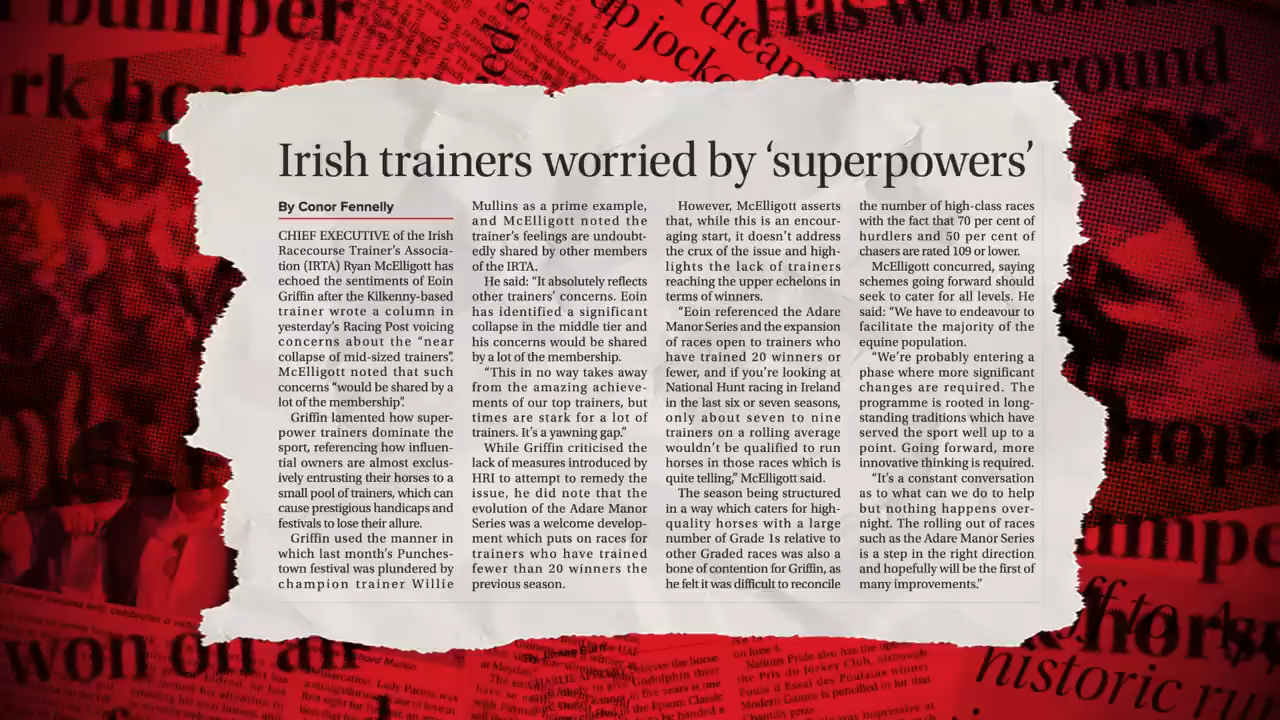 bumper
up jocke
dream
Has won on
of ground
rk ho
Irish trainers worried by ‘superpowers’
By Conor Fennelly
CHIEF EXECUTIVE of the Irish
Racecourse Trainer’s Associa-
tion (IRTA) Ryan McElligott has
echoed the sentiments of Eoin
Griffin after the Kilkenny-based
trainer wrote a column in
yesterday’s Racing Post voicing
concerns about the “near
collapse of mid-sized trainers”.
McElligott noted that such
concerns “would be shared by a
lot of the membership”.
Griffin lamented how super-
power trainers dominate the
sport, referencing how influen-
tial owners are almost exclus-
ively entrusting their horses to a
small pool of trainers, which can
cause prestigious handicaps and
festivals to lose their allure.
Griffin used the manner in
which last month’s Punches-
town festival was plundered by
champion trainer Willie
Mullins as a prime example,
and McElligott noted the
trainer’s feelings are undoubt-
edly shared by other members
of the IRTA.
He said: “It absolutely reflects
other trainers’ concerns. Eoin
has identified a significant
collapse in the middle tier and
his concerns would be shared
by a lot of the membership.
“This in no way takes away
from the amazing achieve-
ments of our top trainers, but
times are stark for a lot of
trainers. It’s a yawning gap.”
While Griffin criticised the
lack of measures introduced by
HRI to attempt to remedy the
issue, he did note that the
evolution of the Adare Manor
Series was a welcome develop-
ment which puts on races for
trainers who have trained
fewer than 20 winners the
previous season.
However, McElligott asserts
that, while this is an encour-
aging start, it doesn’t address
the crux of the issue and high-
lights the lack of trainers
reaching the upper echelons in
terms of winners.
“Eoin referenced the Adare
Manor Series and the expansion
of races open to trainers who
have trained 20 winners or
fewer, and if you’re looking at
National Hunt racing in Ireland
in the last six or seven seasons,
only about seven to nine
trainers on a rolling average
wouldn’t be qualified to run
horses in those races which is
quite telling,” McElligott said.
The season being structured
in a way which caters for high-
quality horses with a large
number of Grade 1s relative to
other Graded races was also a
bone of contention for Griffin, as
he felt it was difficult to reconcile
the number of high-class races
with the fact that 70 per cent of
hurdlers and 50 per cent of
chasers are rated 109 or lower.
McElligott concurred, saying
schemes going forward should
seek to cater for all levels. He
said: “We have to endeavour to
facilitate the majority of the
equine population.
“We’re probably entering a
phase where more significant
changes are required. The
programme is rooted in long-
standing traditions which have
served the sport well up to a
point. Going forward, more
innovative thinking is required.
“It’s a constant conversation
as to what can we do to help
but nothing happens over-
night. The rolling out of races
such as the Adare Manor Series
is a step in the right direction
and hopefully will be the first of
many improvements.”
hope
umpe
won on an
horse
historic ru